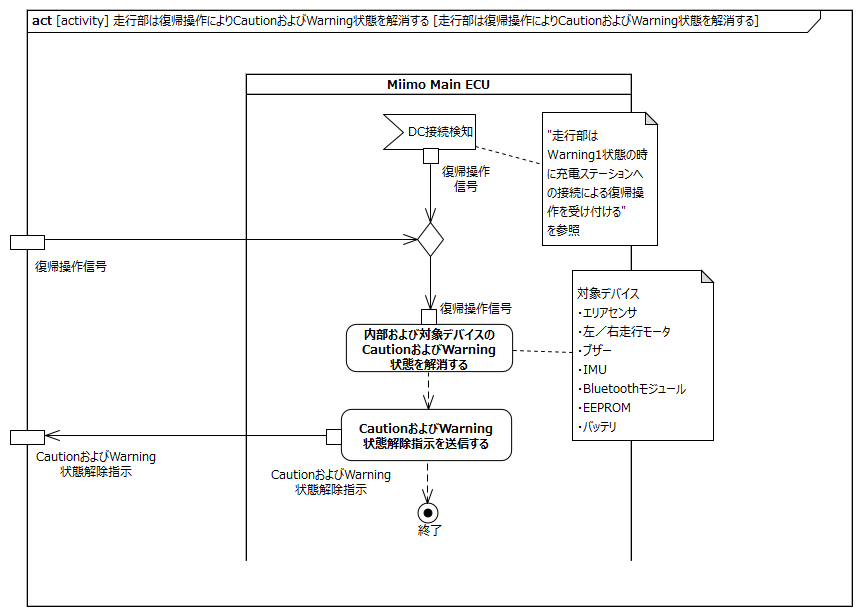 act [activity] 走行部は復帰操作によりCautionおよびWarning状態を解消する [走行部は復帰操作によりCautionおよびWarning状態を解消する]
Miimo Main ECU
DC接続検知
復帰操作
信号
"走行部は
Warning1状態の時
に充電ステーションへ
の接続による復帰操
作を受け付ける"
を参照
復帰操作信号
復帰操作信号
内部および対象デバイスの
CautionおよびWarning
状態を解消する
対象デバイス
・エリアセンサ
・左／右走行モータ
・ブザー
・IMU
・Bluetoothモジュール
・EEPROM
・バッテリ
CautionおよびWarning
状態解除指示を送信する
CautionおよびWarning
状態解除指示
CautionおよびWarning
状態解除指示
終了